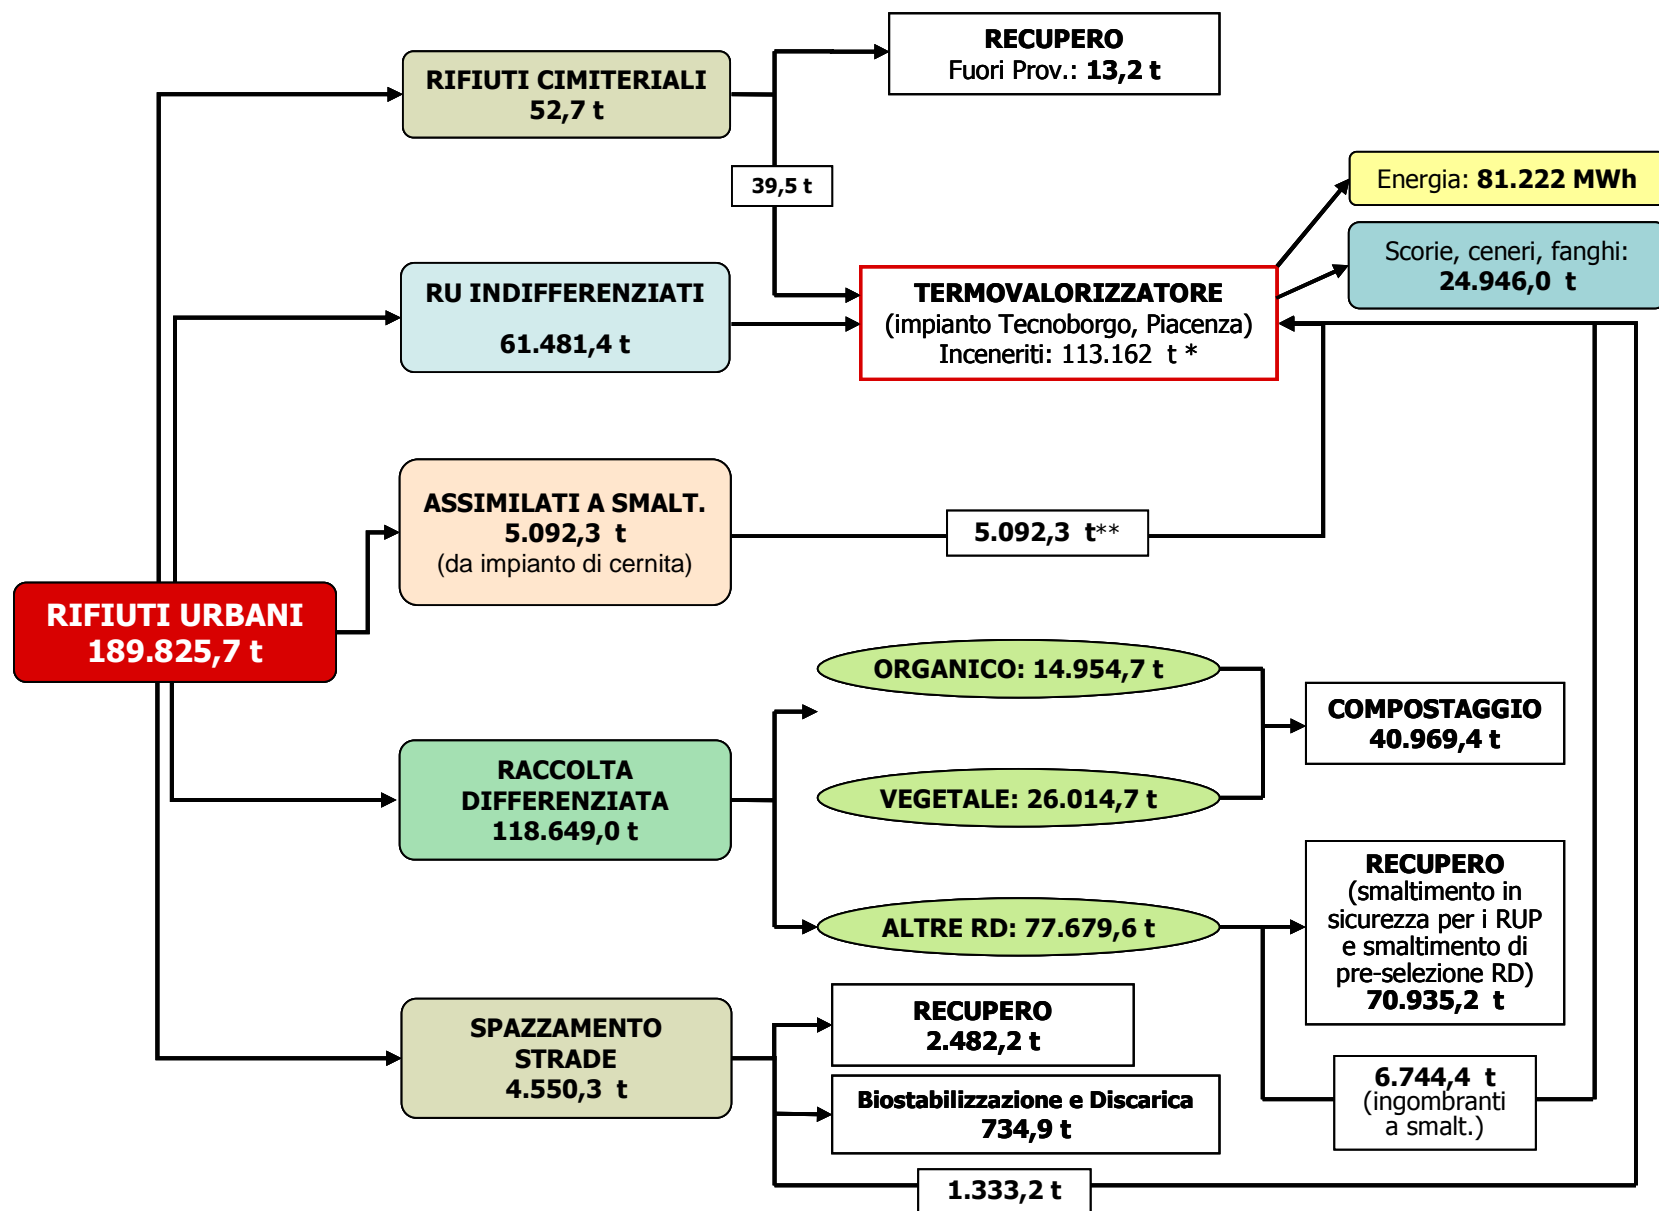 RECUPERO
Fuori Prov.: 13,2 t
RIFIUTI CIMITERIALI
52,7 t
39,5 t
Energia: 81.222 MWh
Scorie, ceneri, fanghi:
24.946,0 t
RU INDIFFERENZIATI
61.481,4 t
TERMOVALORIZZATORE
(impianto Tecnoborgo, Piacenza)
Inceneriti: 113.162 t *
ASSIMILATI A SMALT.
5.092,3 t
(da impianto di cernita)
5.092,3 t**
RIFIUTI URBANI
189.825,7 t
ORGANICO: 14.954,7 t
COMPOSTAGGIO
40.969,4 t
VEGETALE: 26.014,7 t
RACCOLTA
DIFFERENZIATA
118.649,0 t
ALTRE RD: 77.679,6 t
RECUPERO
(smaltimento in
sicurezza per i RUP
e smaltimento di
pre-selezione RD)
70.935,2 t
SPAZZAMENTO
STRADE
4.550,3 t
RECUPERO
2.482,2 t
Biostabilizzazione e Discarica
734,9 t
6.744,4 t
(ingombranti
a smalt.)
1.333,2 t